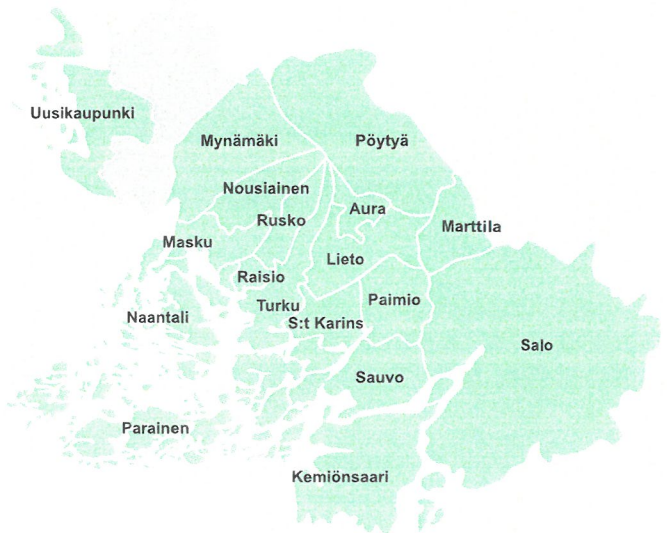 Uusikaupunki
Mynämäki
Pöytyä
Nousiainen
Aura
Rusko
Marttila
Masku
Lieto
Raisio
Paimio
Turku
Naantali
S:t Karins
Salo
Sauvo
Parainen
Kemiönsaari